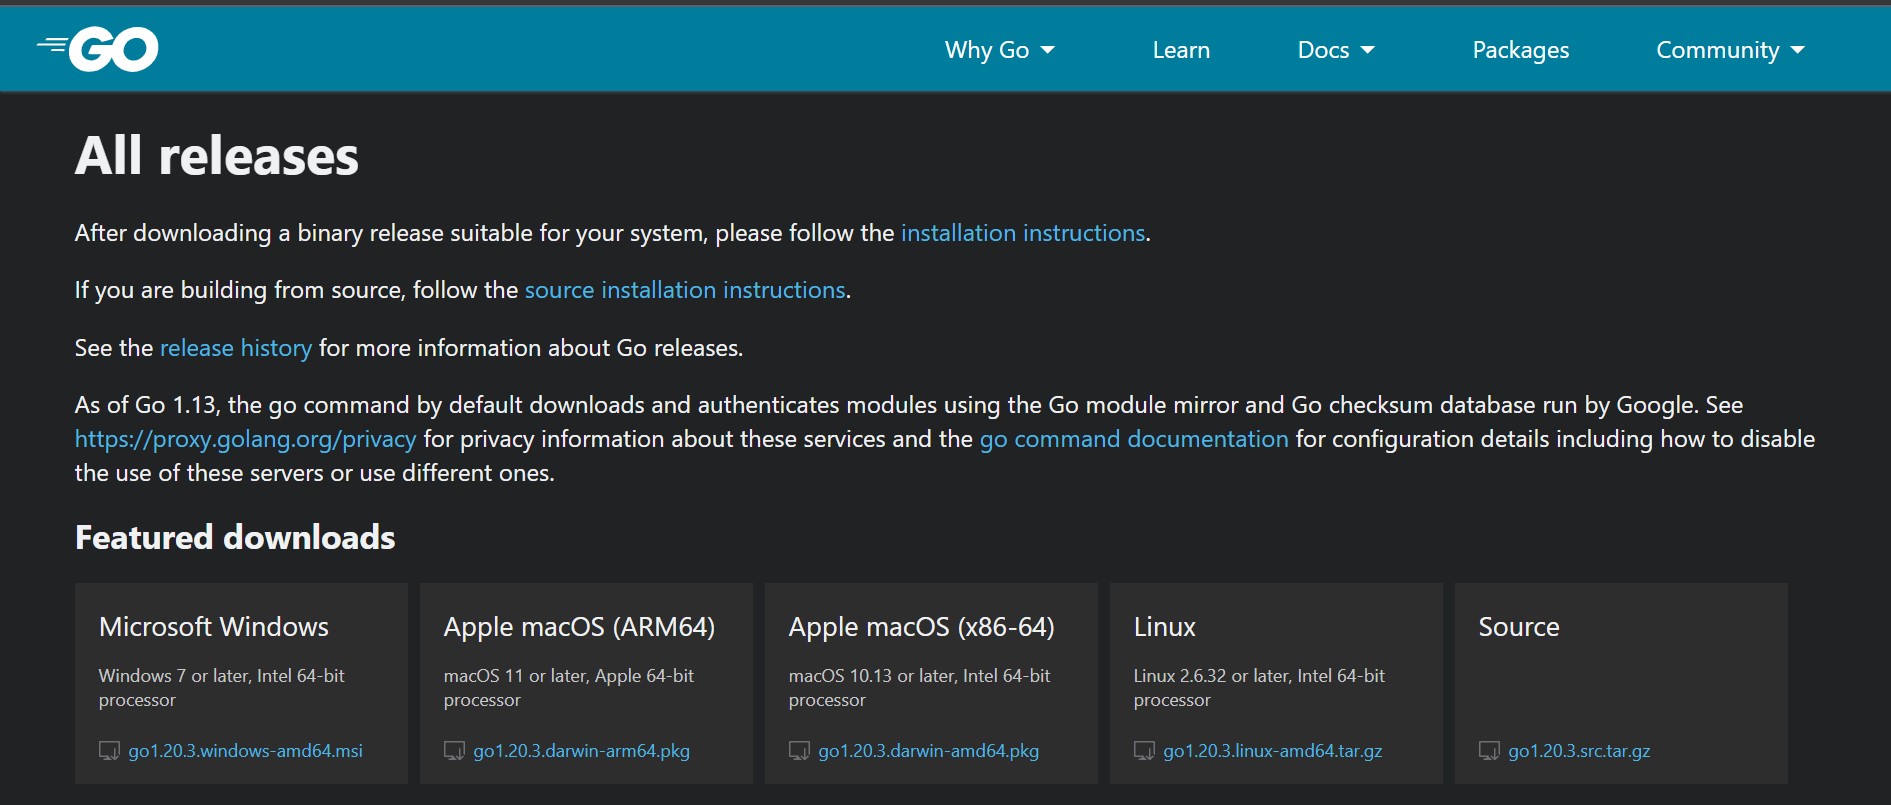 GO
Why Go
Learn
Docs
Packages
Community
All releases
After downloading a binary release suitable for your system, please follow the installation instructions.
If you are building from source, follow the source installation instructions.
See the release history for more information about Go releases.
As of Go 1.13, the go command by default downloads and authenticates modules using the Go module mirror and Go checksum database run by Google. See
https://proxy.golang.org/privacy for privacy information about these services and the go command documentation for configuration details including how to disable
the use of these servers or use different ones.
Featured downloads
Microsoft Windows
Windows 7 or later, Intel 64-bit
processor
go1.20.3.windows-amd64.msi
Apple macOS (ARM64)
macOS 11 or later, Apple 64-bit
processor
go1.20.3.darwin-arm64.pkg
Apple macOS (x86-64)
macOS 10.13 or later, Intel 64-bit
processor
go1.20.3.darwin-amd64.pkg
Linux
Linux 2.6.32 or later, Intel 64-bit
processor
go1.20.3.linux-amd64.tar.gz
Source
go1.20.3.src.tar.gz